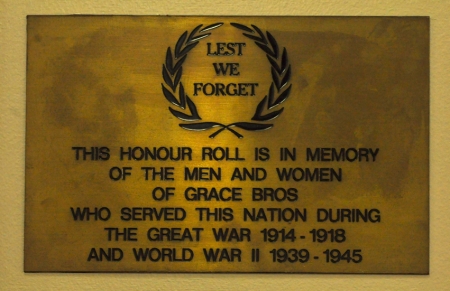 LEST
WE
FORGET
THIS HONOUR ROLL IS IN MEMORY
OF THE MEN AND WOMEN
OF GRACE BROS
WHO SERVED THIS NATION DURING
THE GREAT WAR 1914 - 1918
AND WORLD WAR II 1939 - 1945